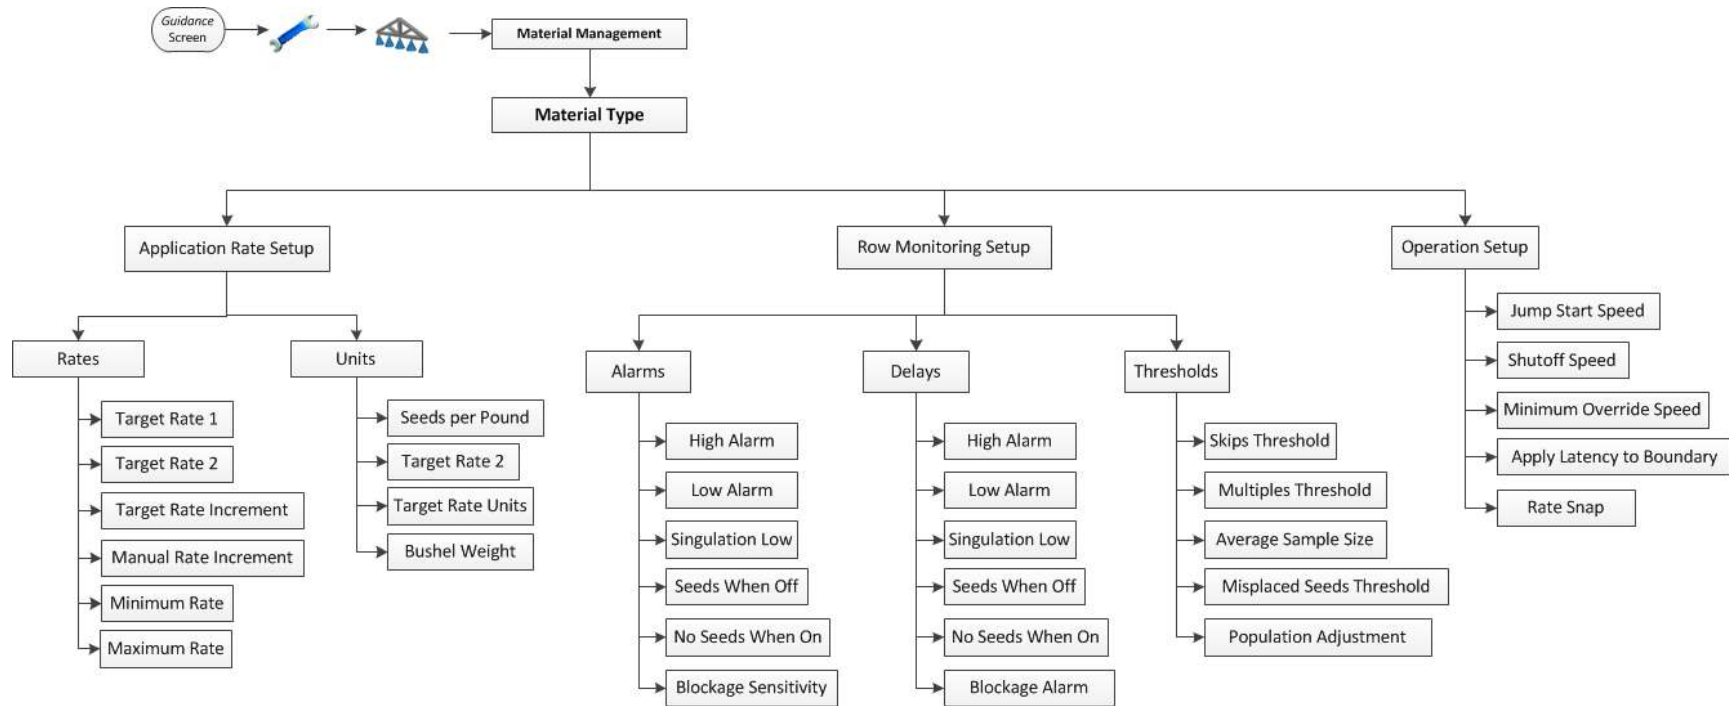 Guidance
Screen
Material Management
Material Type
Application Rate Setup
Row Monitoring Setup
Operation Setup
Rates
Units
Alarms
Delays
Thresholds
Target Rate 1
Target Rate 2
Target Rate Increment
Manual Rate Increment
Minimum Rate
Maximum Rate
Seeds per Pound
Target Rate 2
Target Rate Units
Bushel Weight
High Alarm
Low Alarm
Singulation Low
Seeds When Off
No Seeds When On
Blockage Sensitivity
High Alarm
Low Alarm
Singulation Low
Seeds When Off
No Seeds When On
Blockage Alarm
Skips Threshold
Multiples Threshold
Average Sample Size
Misplaced Seeds Threshold
Population Adjustment
Jump Start Speed
Shutoff Speed
Minimum Override Speed
Apply Latency to Boundary
Rate Snap